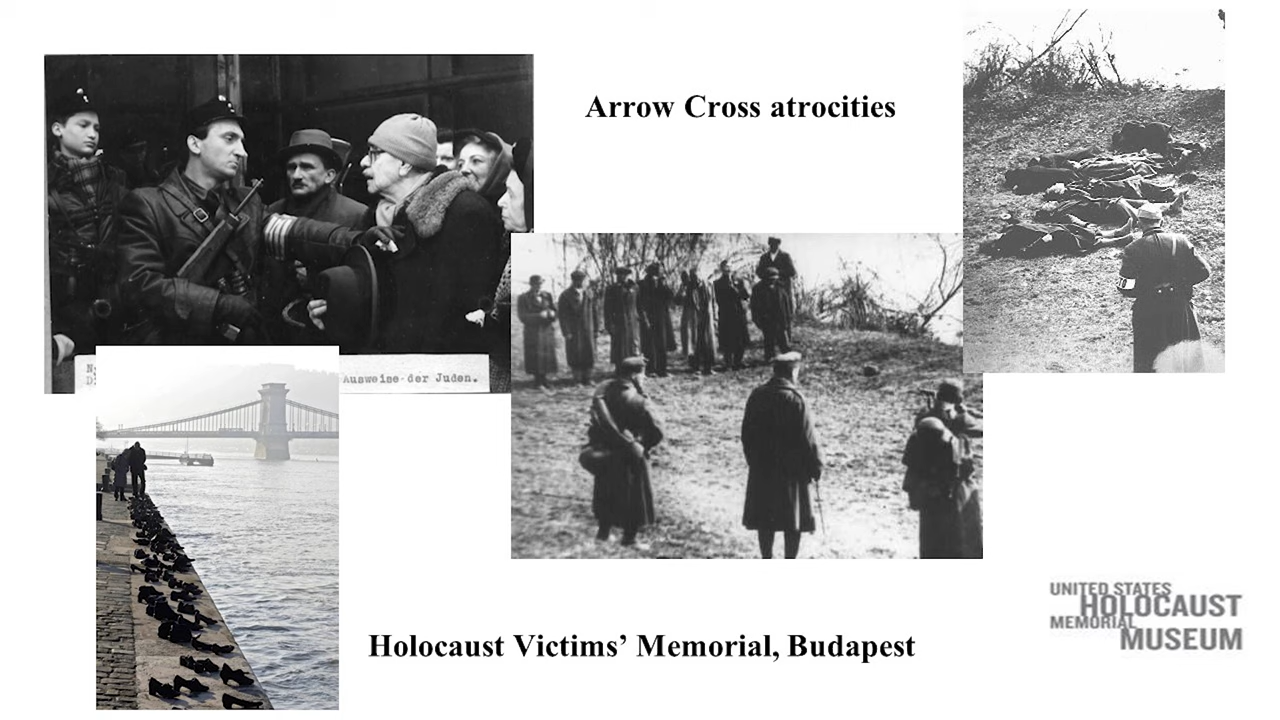 Arrow Cross atrocities
Ausweise der Juden.
Holocaust Victims’ Memorial, Budapest
UNITED STATES
HOLOCAUST
MEMORIAL
MUSEUM